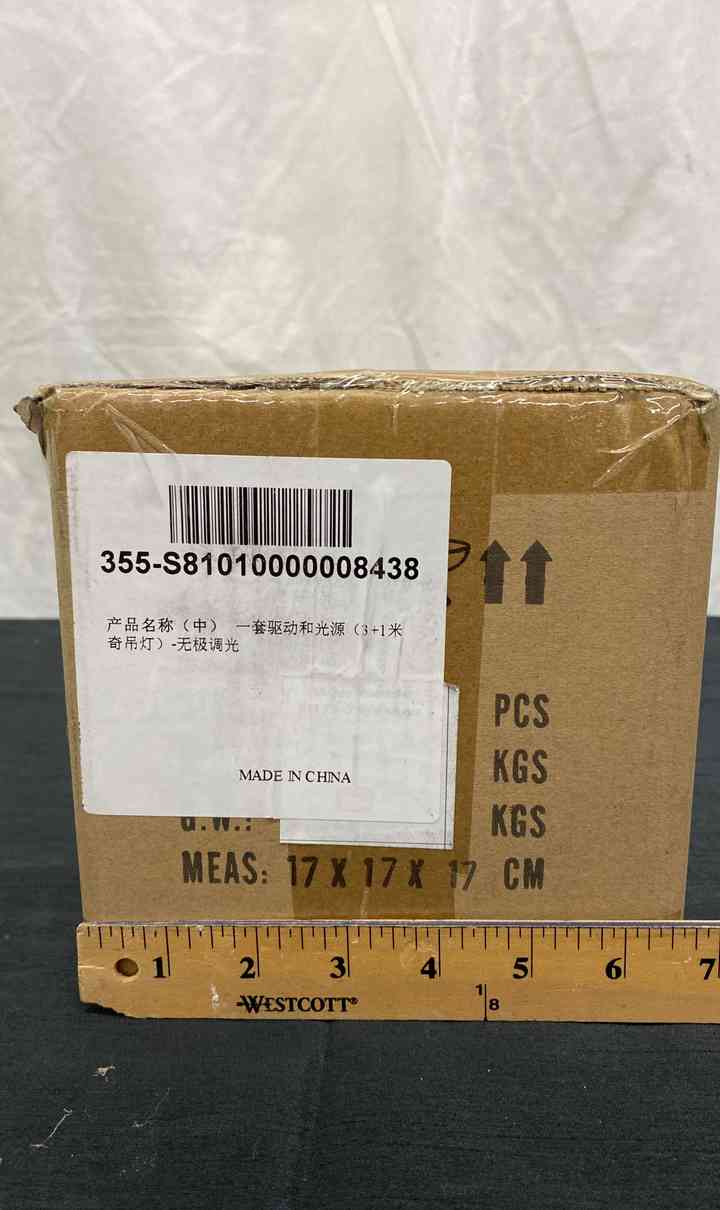 355-S81010000008438
产品名称（中） 一套驱动和光源（3+1米
奇吊灯）-无极调光
MADE IN CHINA
PCS
KGS
G.W.: KGS
MEAS: 17 X 17 X 17 CM
1 2 3 4 5 6 7
WESTCOTT®
1 8